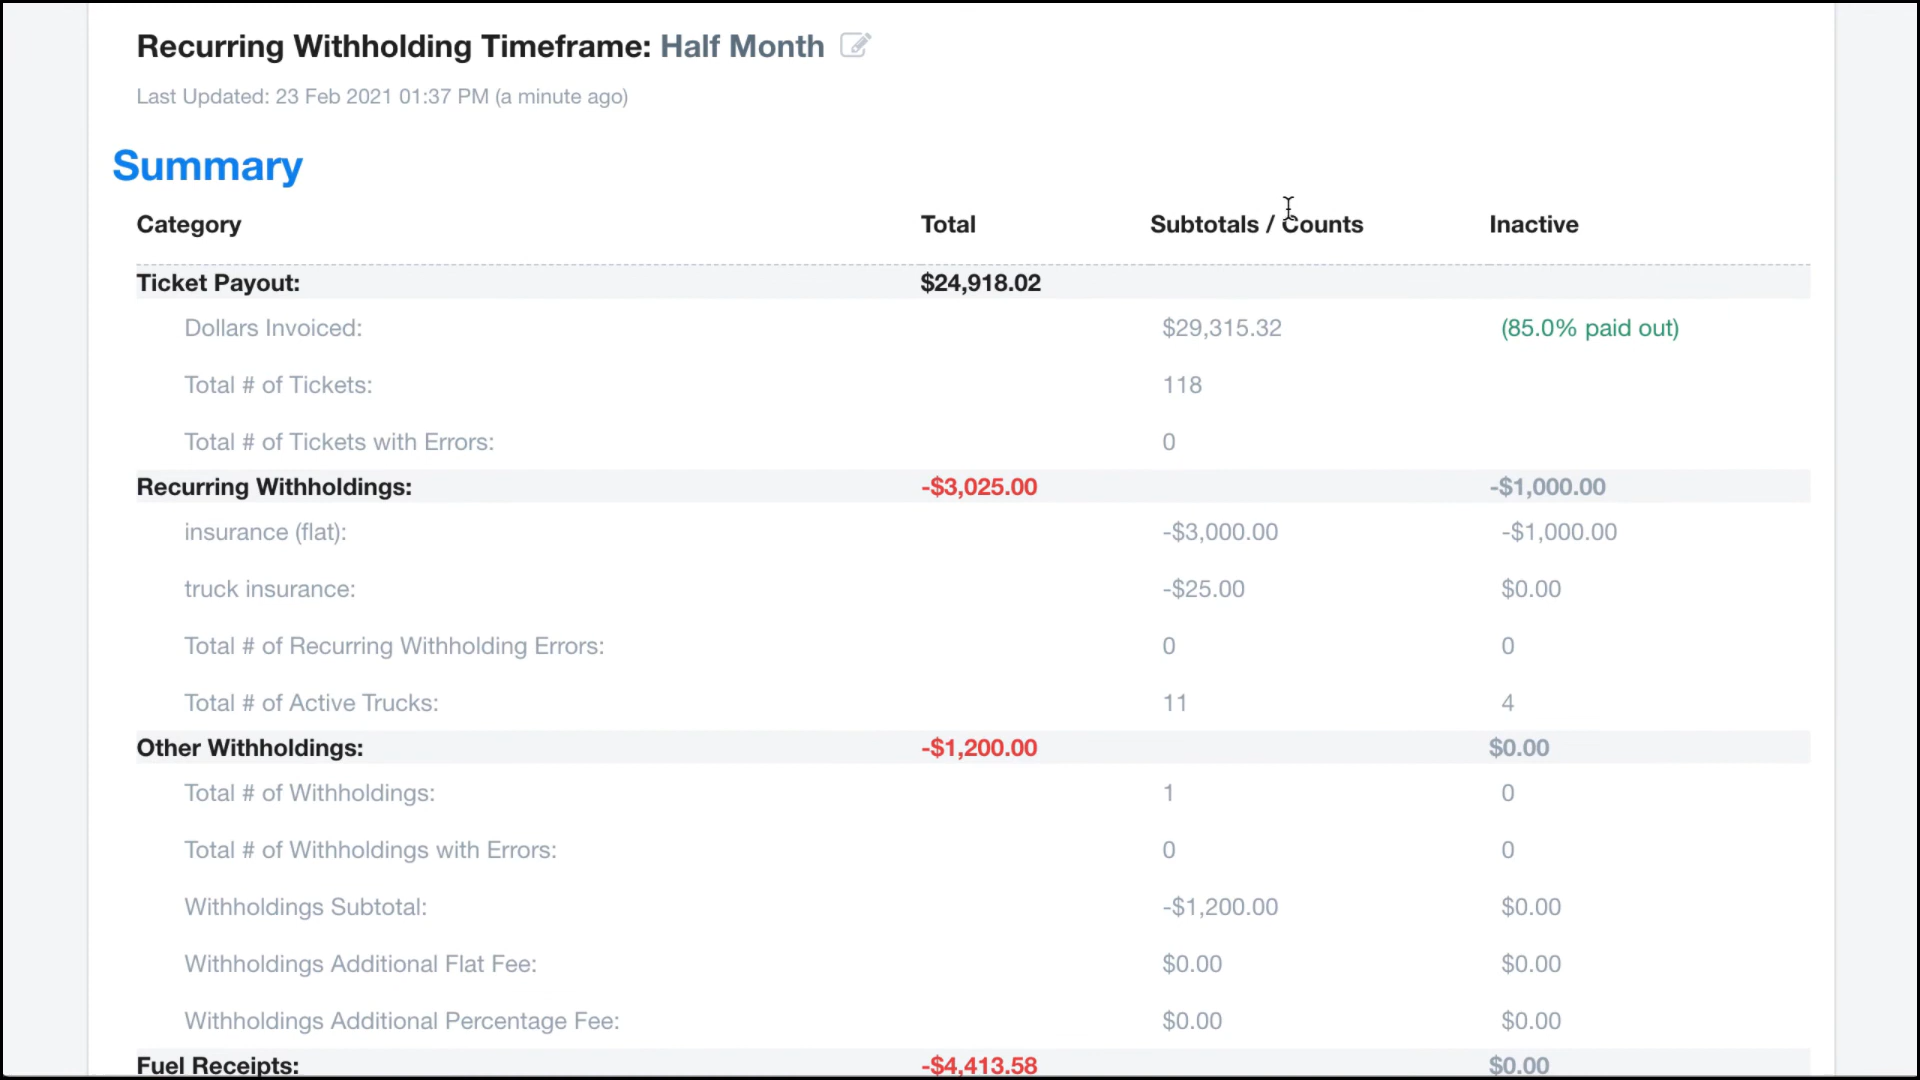 Recurring Withholding Timeframe: Half Month
Last Updated: 23 Feb 2021 01:37 PM (a minute ago)
Summary
Category Total Subtotals / Counts Inactive
Ticket Payout: $24,918.02
Dollars Invoiced: $29,315.32 (85.0% paid out)
Total # of Tickets: 118
Total # of Tickets with Errors: 0
Recurring Withholdings: -$3,025.00 -$1,000.00
insurance (flat): -$3,000.00 -$1,000.00
truck insurance: -$25.00 $0.00
Total # of Recurring Withholding Errors: 0 0
Total # of Active Trucks: 11 4
Other Withholdings: -$1,200.00 $0.00
Total # of Withholdings: 1 0
Total # of Withholdings with Errors: 0 0
Withholdings Subtotal: -$1,200.00 $0.00
Withholdings Additional Flat Fee: $0.00 $0.00
Withholdings Additional Percentage Fee: $0.00 $0.00
Fuel Receipts: -$4,413.58 $0.00